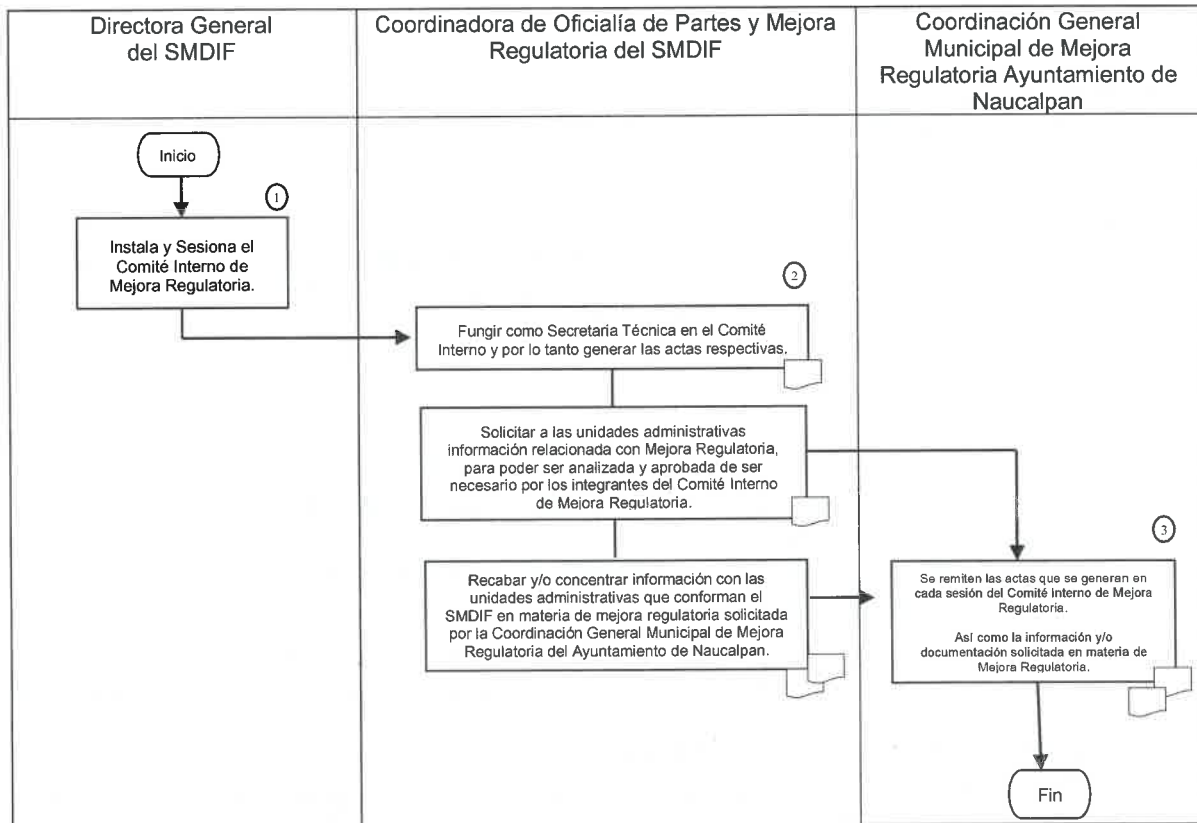 Directora General
del SMDIF
Coordinadora de Oficialía de Partes y Mejora
Regulatoria del SMDIF
Coordinación General
Municipal de Mejora
Regulatoria Ayuntamiento de
Naucalpan
Inicio
1
Instala y Sesiona el
Comité Interno de
Mejora Regulatoria.
2
Fungir como Secretaria Técnica en el Comité
Interno y por lo tanto generar las actas respectivas.
Solicitar a las unidades administrativas
información relacionada con Mejora Regulatoria,
para poder ser analizada y aprobada de ser
necesario por los integrantes del Comité Interno
de Mejora Regulatoria.
Recabar y/o concentrar información con las
unidades administrativas que conforman el
SMDIF en materia de mejora regulatoria solicitada
por la Coordinación General Municipal de Mejora
Regulatoria del Ayuntamiento de Naucalpan.
3
Se remiten las actas que se generan en
cada sesión del Comité interno de Mejora
Regulatoria.
Así como la información y/o
documentación solicitada en materia de
Mejora Regulatoria.
Fin